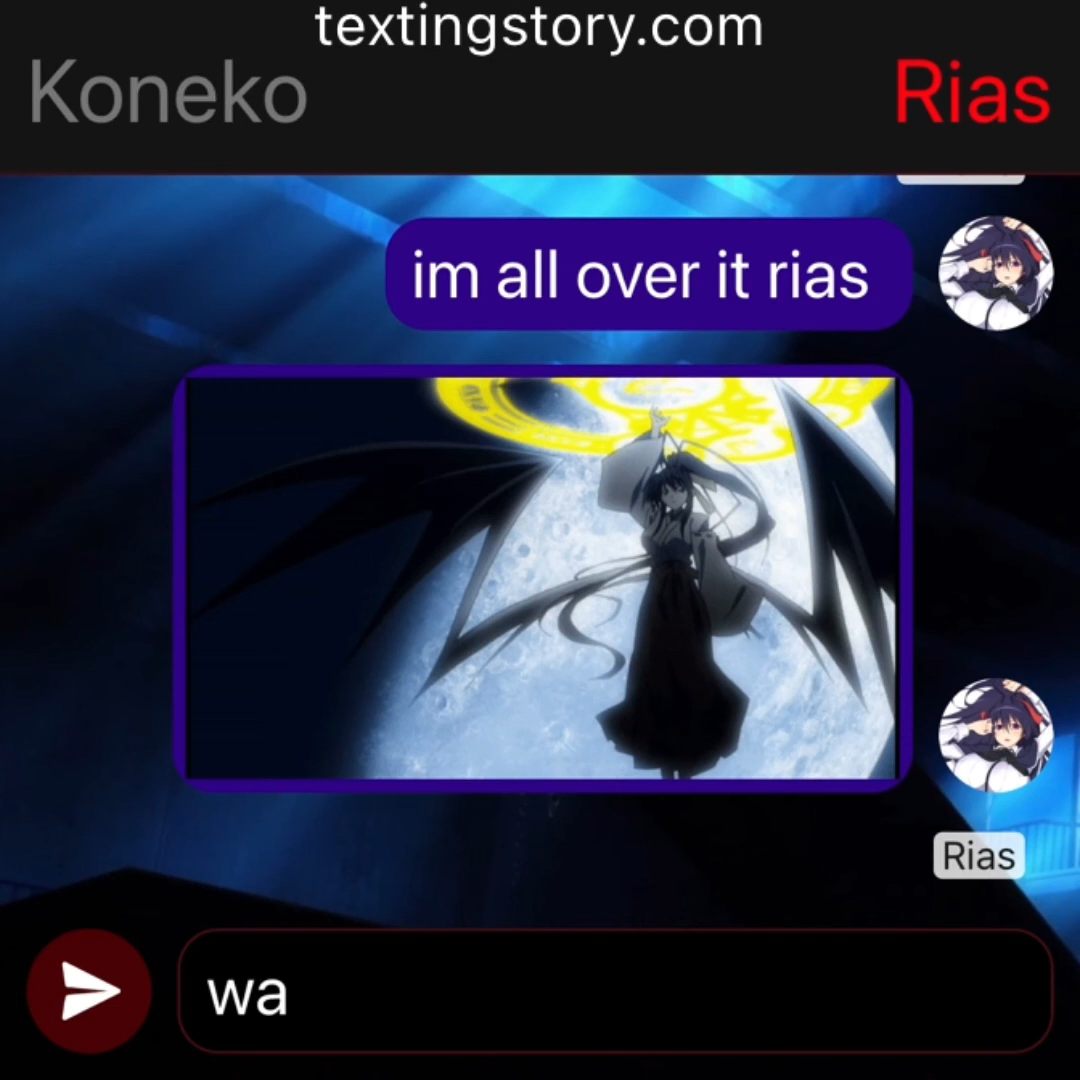 textingstory.com
Koneko
Rias
im all over it rias
Rias
wa